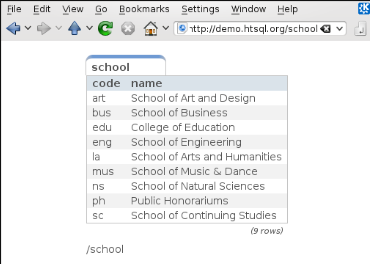 File Edit View Go Bookmarks Settings Window Help
http://demo.htsql.org/school
school
code name
art School of Art and Design
bus School of Business
edu College of Education
eng School of Engineering
la School of Arts and Humanities
mus School of Music & Dance
ns School of Natural Sciences
ph Public Honorariums
sc School of Continuing Studies
(9 rows)
/school